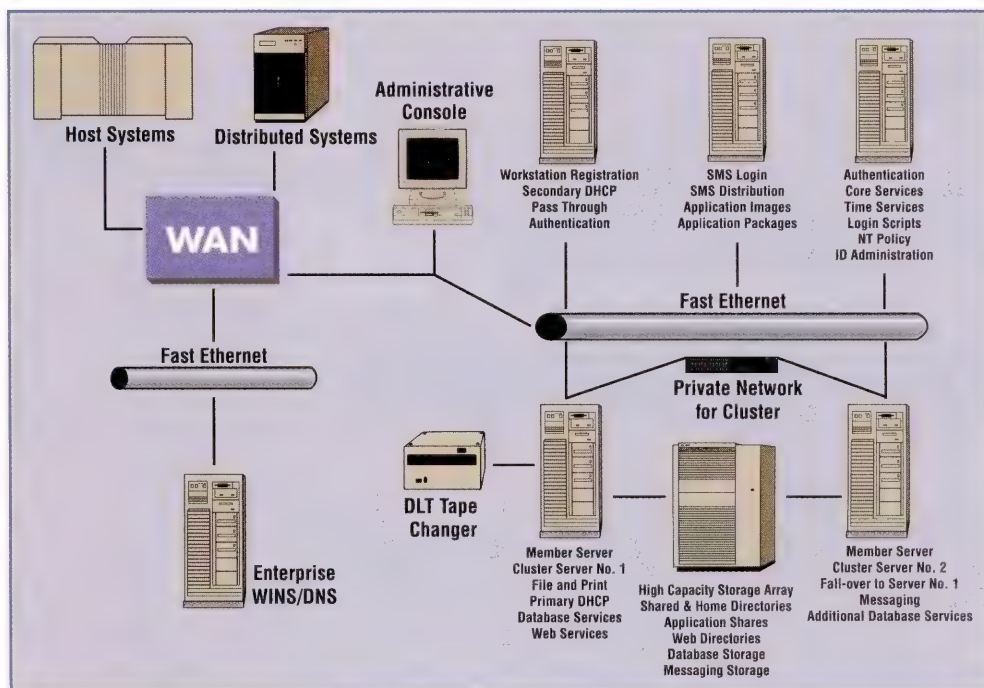 Host Systems
Distributed Systems
Administrative
Console
Workstation Registration
Secondary DHCP
Pass Through
Authentication
SMS Login
SMS Distribution
Application Images
Application Packages
Authentication
Core Services
Time Services
Login Scripts
NT Policy
ID Administration
WAN
Fast Ethernet
Fast Ethernet
Private Network
for Cluster
DLT Tape
Changer
Enterprise
WINS/DNS
Member Server
Cluster Server No. 1
File and Print
Primary DHCP
Database Services
Web Services
High Capacity Storage Array
Shared & Home Directories
Application Shares
Web Directories
Database Storage
Messaging Storage
Member Server
Cluster Server No. 2
Fall-over to Server No. 1
Messaging
Additional Database Services